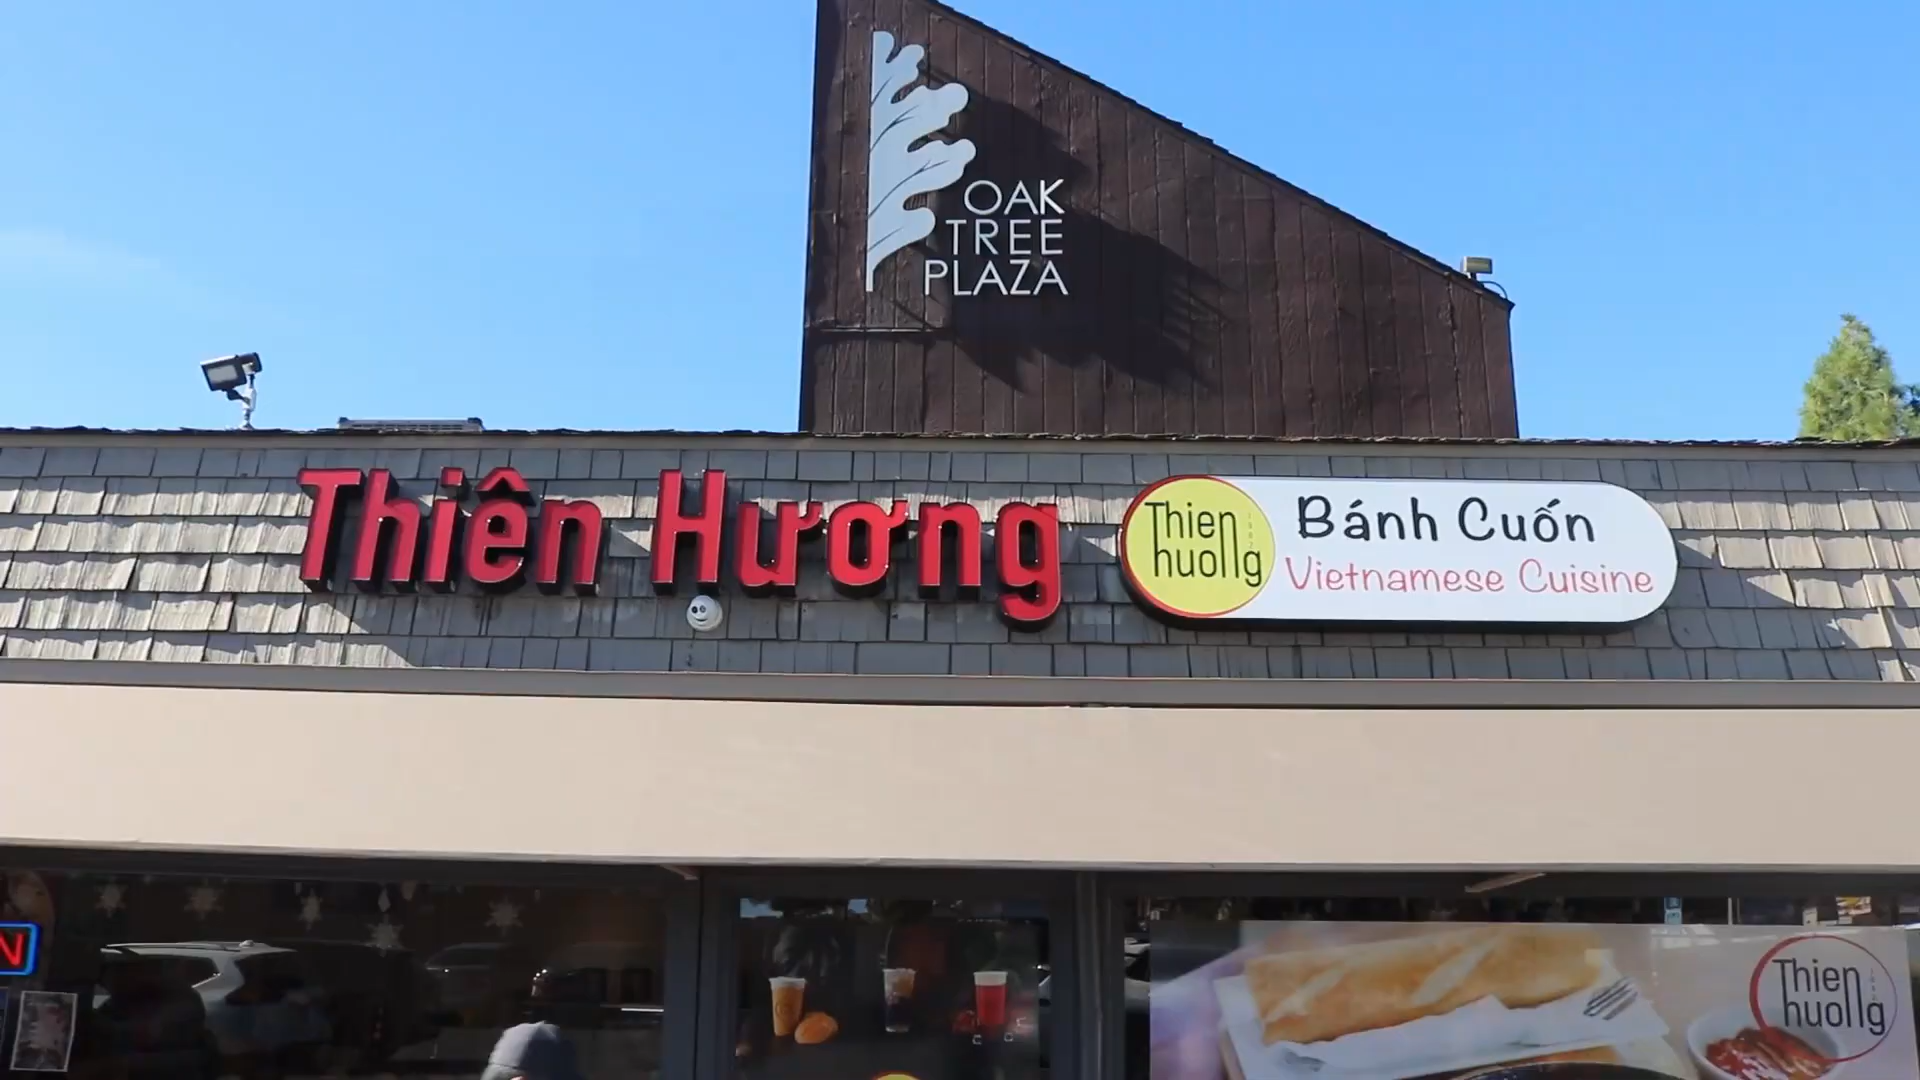 OAK
TREE
PLAZA
Thiên Hương
Thien
huong
Bánh Cuốn
Vietnamese Cuisine
N
Thien
huong